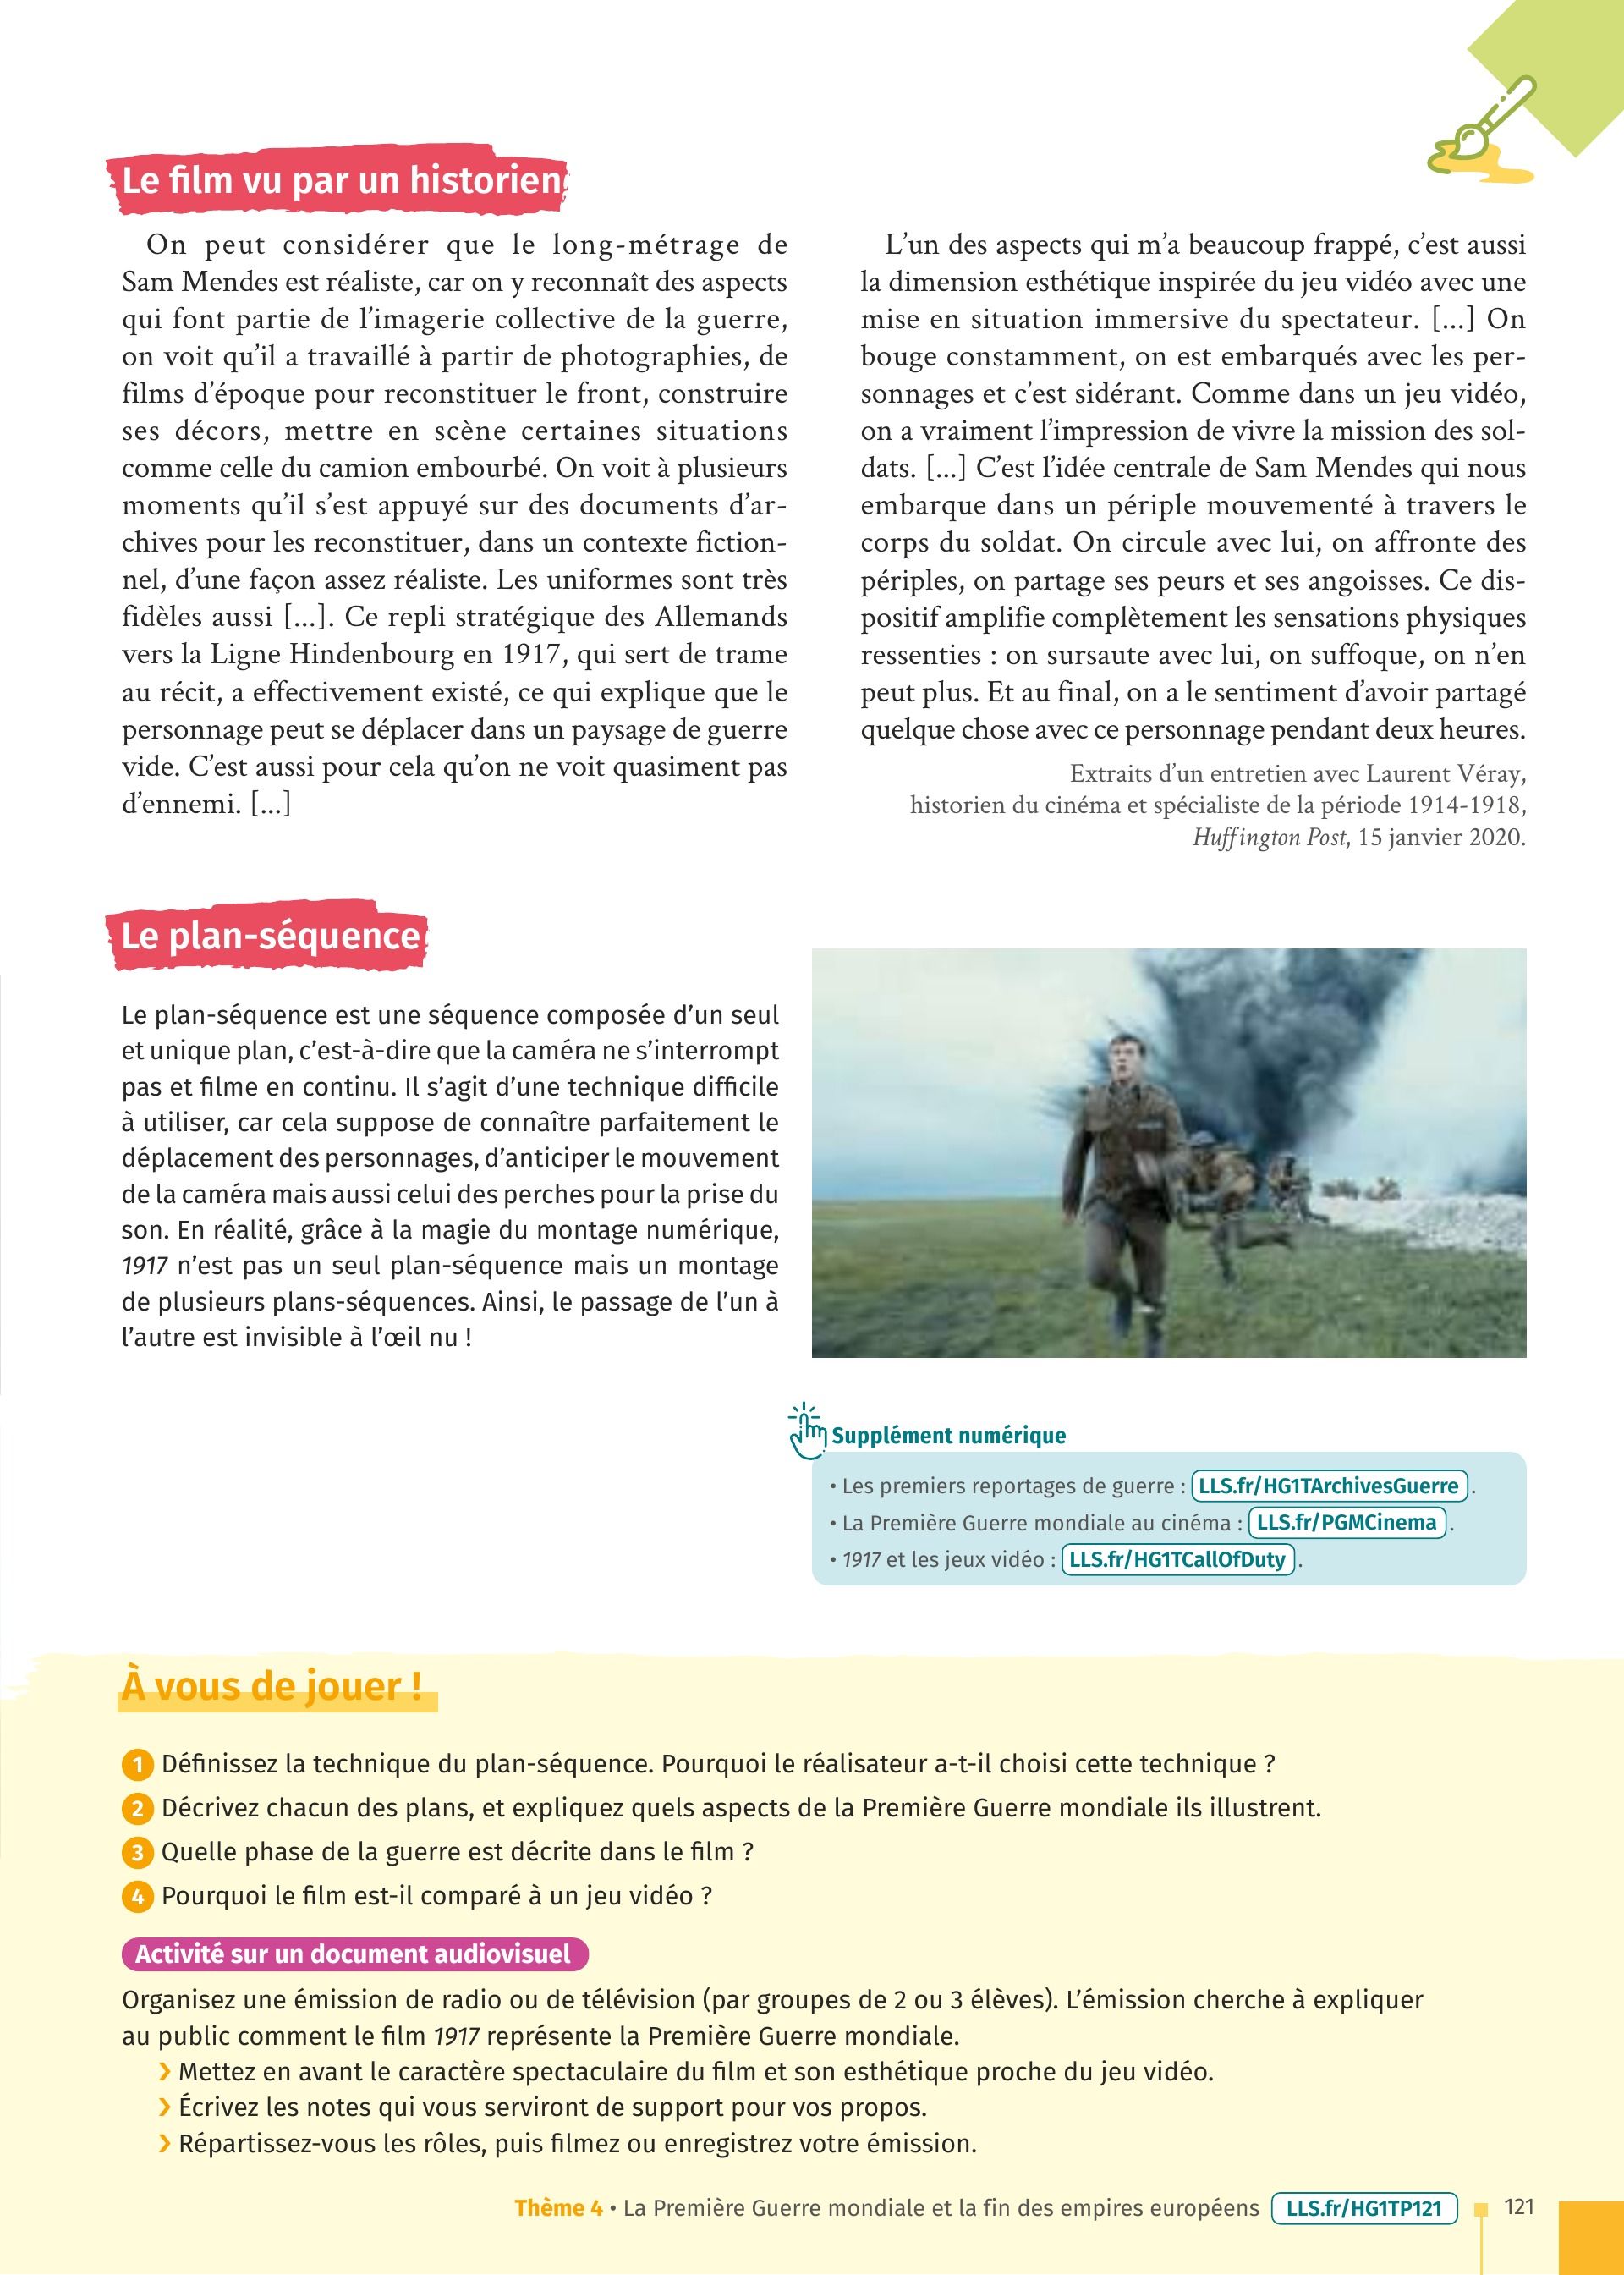 Le film vu par un historien
On peut considérer que le long-métrage de
Sam Mendes est réaliste, car on y reconnaît des aspects
qui font partie de l’imagerie collective de la guerre,
on voit qu’il a travaillé à partir de photographies, de
films d’époque pour reconstituer le front, construire
ses décors, mettre en scène certaines situations
comme celle du camion embourbé. On voit à plusieurs
moments qu’il s’est appuyé sur des documents d’ar-
chives pour les reconstituer, dans un contexte fiction-
nel, d’une façon assez réaliste. Les uniformes sont très
fidèles aussi [...]. Ce repli stratégique des Allemands
vers la Ligne Hindenbourg en 1917, qui sert de trame
au récit, a effectivement existé, ce qui explique que le
personnage peut se déplacer dans un paysage de guerre
vide. C’est aussi pour cela qu’on ne voit quasiment pas
d’ennemi. [...]
L’un des aspects qui m’a beaucoup frappé, c’est aussi
la dimension esthétique inspirée du jeu vidéo avec une
mise en situation immersive du spectateur. [...] On
bouge constamment, on est embarqués avec les per-
sonnages et c’est sidérant. Comme dans un jeu vidéo,
on a vraiment l’impression de vivre la mission des sol-
dats. [...] C’est l’idée centrale de Sam Mendes qui nous
embarque dans un périple mouvementé à travers le
corps du soldat. On circule avec lui, on affronte des
périples, on partage ses peurs et ses angoisses. Ce dis-
positif amplifie complètement les sensations physiques
ressenties : on sursaute avec lui, on suffoque, on n’en
peut plus. Et au final, on a le sentiment d’avoir partagé
quelque chose avec ce personnage pendant deux heures.
Extraits d’un entretien avec Laurent Véray,
historien du cinéma et spécialiste de la période 1914-1918,
Huffington Post, 15 janvier 2020.
Le plan-séquence
Le plan-séquence est une séquence composée d’un seul
et unique plan, c’est-à-dire que la caméra ne s’interrompt
pas et filme en continu. Il s’agit d’une technique difficile
à utiliser, car cela suppose de connaître parfaitement le
déplacement des personnages, d’anticiper le mouvement
de la caméra mais aussi celui des perches pour la prise du
son. En réalité, grâce à la magie du montage numérique,
1917 n’est pas un seul plan-séquence mais un montage
de plusieurs plans-séquences. Ainsi, le passage de l’un à
l’autre est invisible à l’œil nu !
Supplément numérique
• Les premiers reportages de guerre : LLS.fr/HG1TArchivesGuerre .
• La Première Guerre mondiale au cinéma : LLS.fr/PGMCinema .
• 1917 et les jeux vidéo : LLS.fr/HG1TCallOfDuty .
À vous de jouer !
1 Définissez la technique du plan-séquence. Pourquoi le réalisateur a-t-il choisi cette technique ?
2 Décrivez chacun des plans, et expliquez quels aspects de la Première Guerre mondiale ils illustrent.
3 Quelle phase de la guerre est décrite dans le film ?
4 Pourquoi le film est-il comparé à un jeu vidéo ?
Activité sur un document audiovisuel
Organisez une émission de radio ou de télévision (par groupes de 2 ou 3 élèves). L’émission cherche à expliquer
au public comment le film 1917 représente la Première Guerre mondiale.
❯ Mettez en avant le caractère spectaculaire du film et son esthétique proche du jeu vidéo.
❯ Écrivez les notes qui vous serviront de support pour vos propos.
❯ Répartissez-vous les rôles, puis filmez ou enregistrez votre émission.
Thème 4 • La Première Guerre mondiale et la fin des empires européens LLS.fr/HG1TP121 121